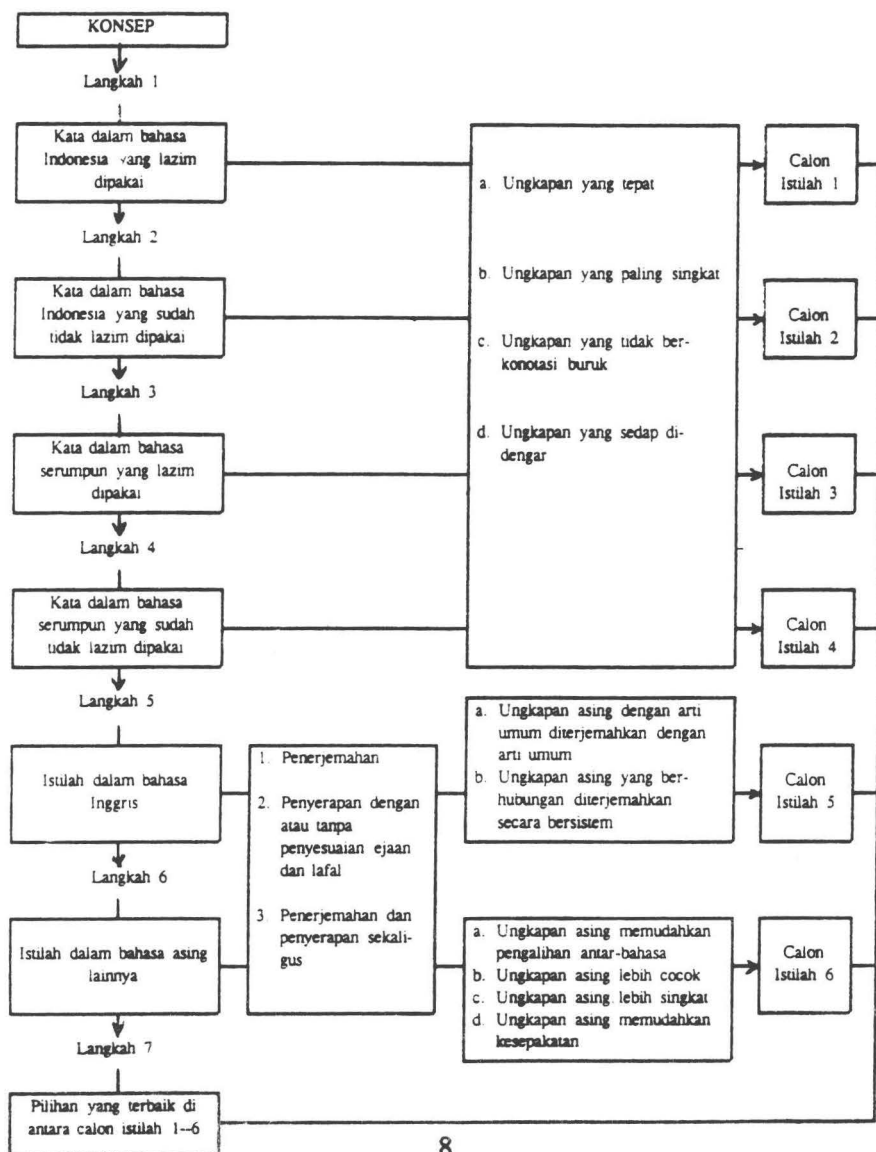 KONSEP
Langkah 1
Kata dalam bahasa
Indonesia yang lazim
dipakai
Langkah 2
Kata dalam bahasa
Indonesia yang sudah
tidak lazim dipakai
Langkah 3
Kata dalam bahasa
serumpun yang lazim
dipakai
Langkah 4
Kata dalam bahasa
serumpun yang sudah
tidak lazim dipakai
Langkah 5
Istilah dalam bahasa
Inggris
Langkah 6
Istilah dalam bahasa asing
lainnya
Langkah 7
Pilihan yang terbaik di
antara calon istilah 1--6
1. Penerjemahan
2. Penyerapan dengan
atau tanpa
penyesuaian ejaan
dan lafal
3. Penerjemahan dan
penyerapan sekali-
gus
a. Ungkapan yang tepat
b. Ungkapan yang paling singkat
c. Ungkapan yang tidak ber-
konotasi buruk
d. Ungkapan yang sedap di-
dengar
a. Ungkapan asing dengan arti
umum diterjemahkan dengan
arti umum
b. Ungkapan asing yang ber-
hubungan diterjemahkan
secara bersistem
a. Ungkapan asing memudahkan
pengalihan antar-bahasa
b. Ungkapan asing lebih cocok
c. Ungkapan asing lebih singkat
d. Ungkapan asing memudahkan
kesepakatan
Calon
Istilah 1
Calon
Istilah 2
Calon
Istilah 3
Calon
Istilah 4
Calon
Istilah 5
Calon
Istilah 6
8